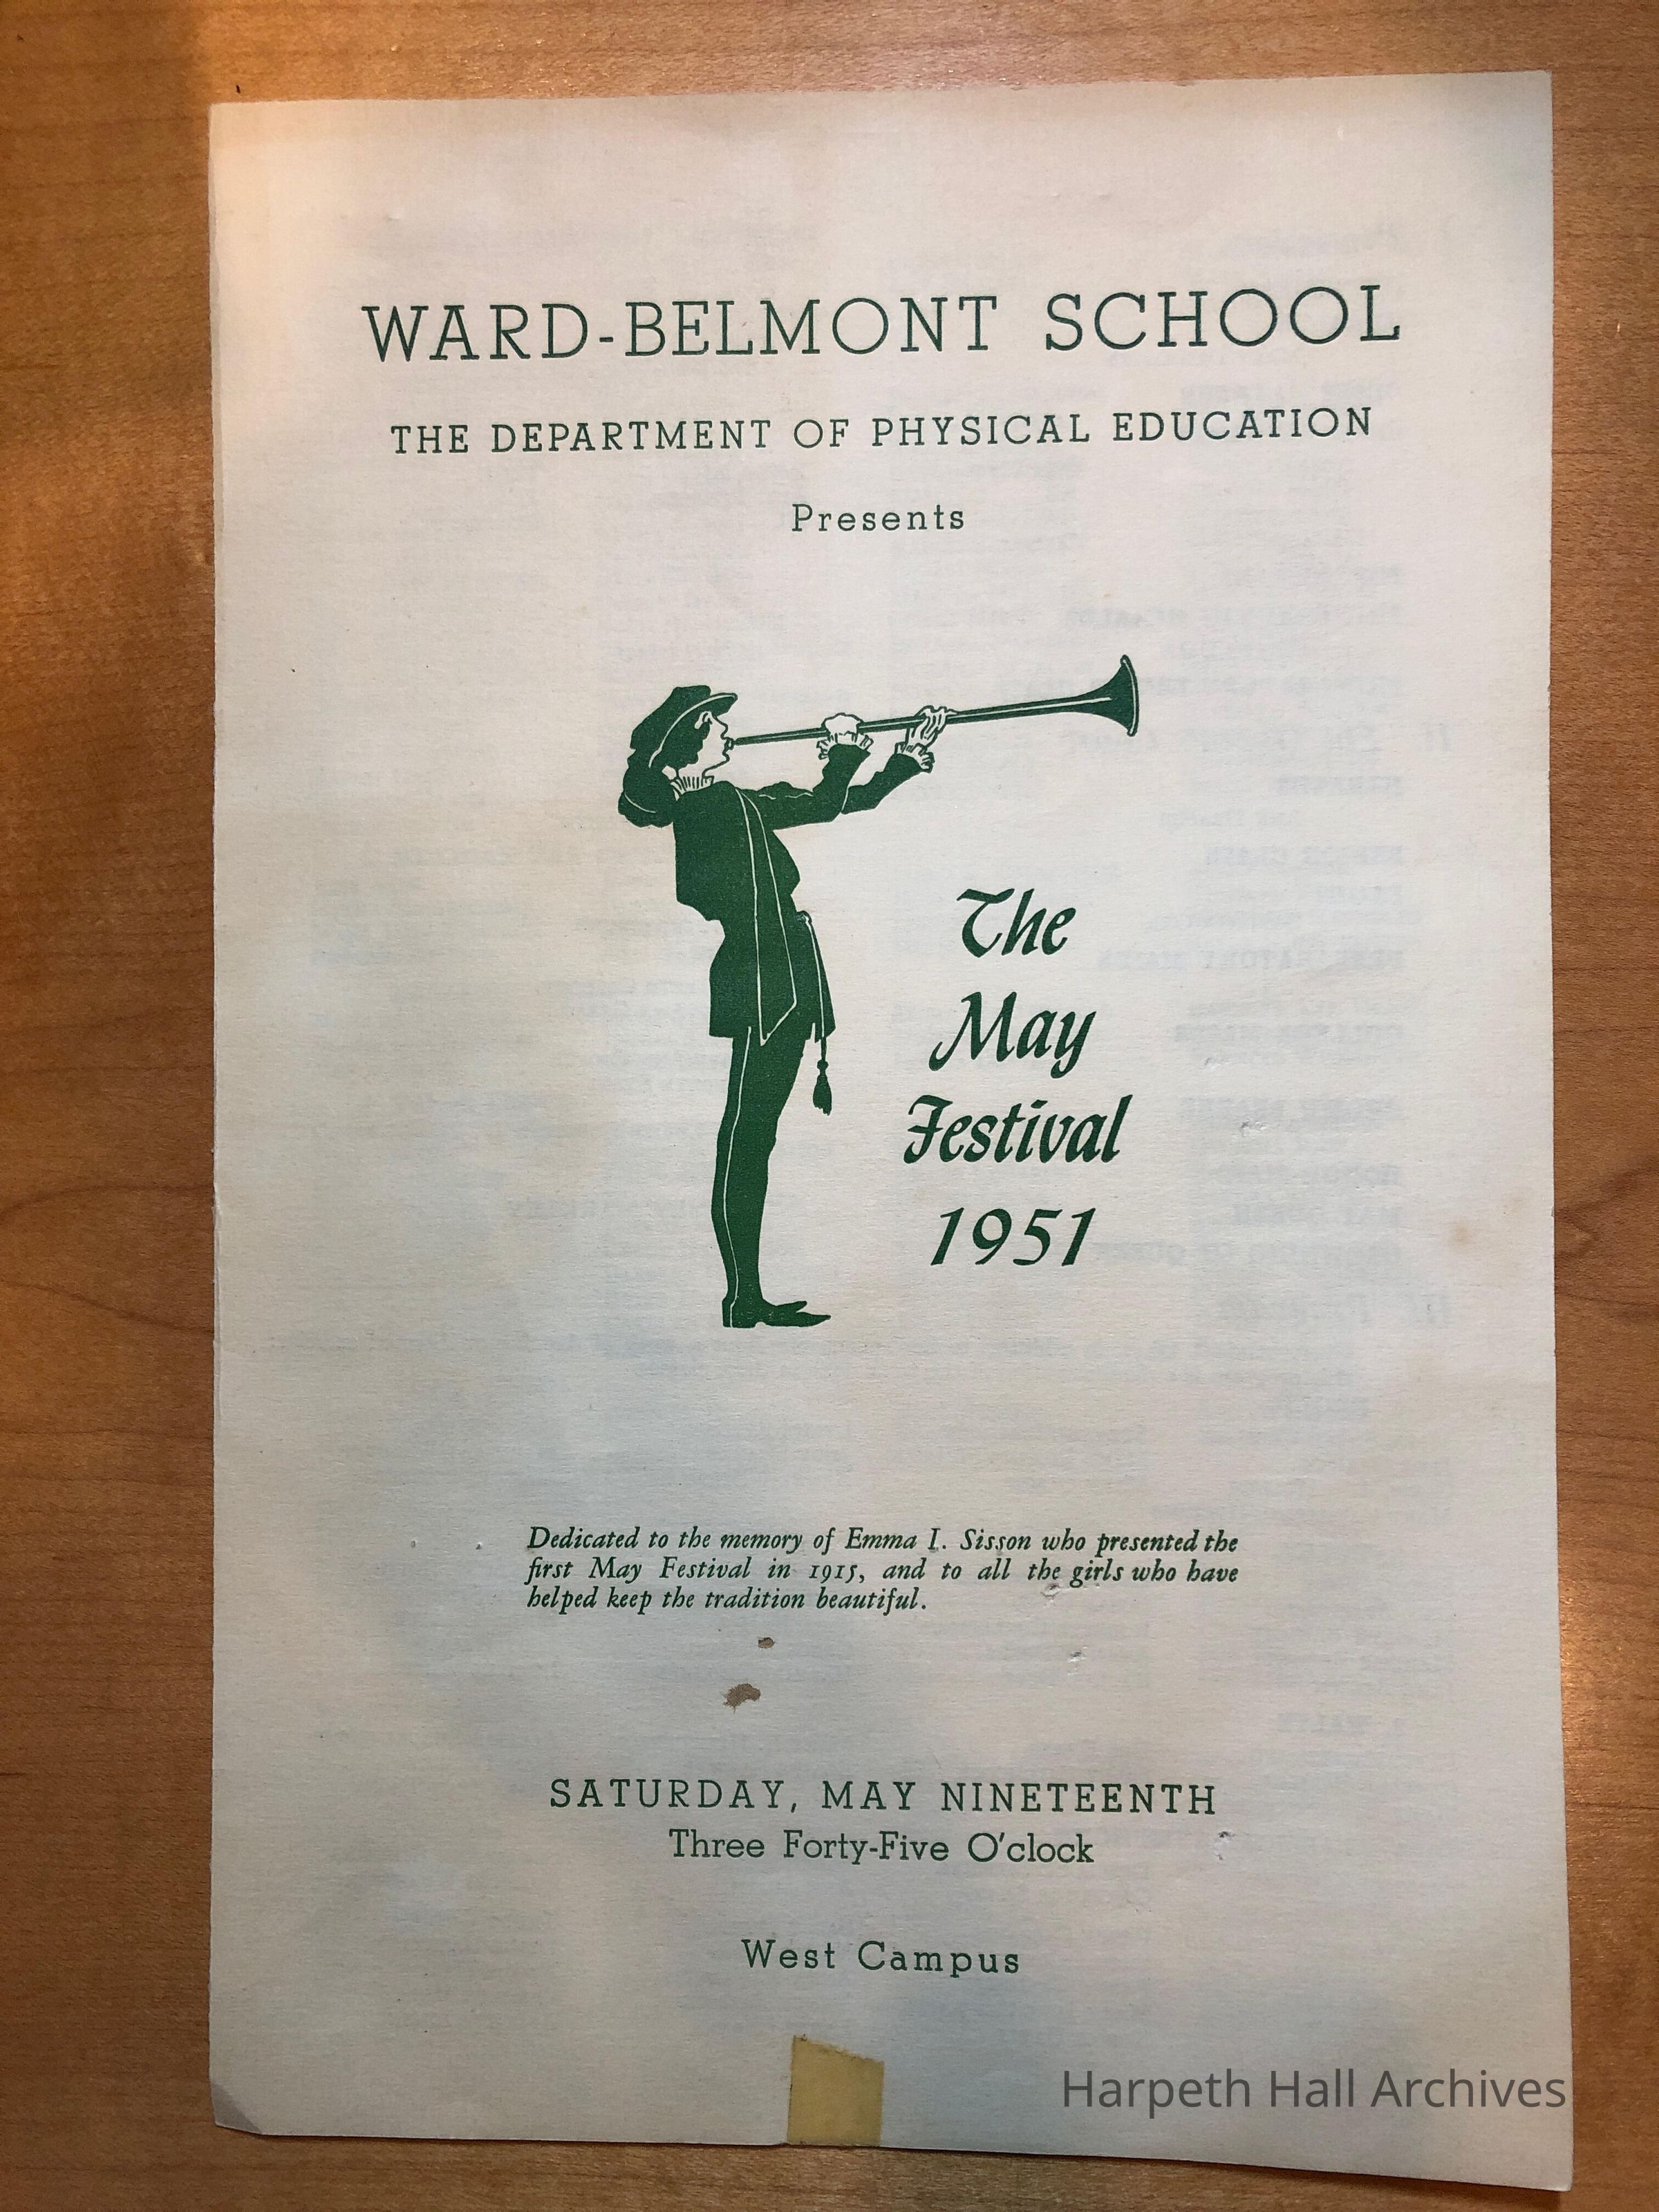 WARD-BELMONT SCHOOL
THE DEPARTMENT OF PHYSICAL EDUCATION
Presents
The
May
Festival
1951
Dedicated to the memory of Emma I. Sisson who presented the
first May Festival in 1915, and to all the girls who have
helped keep the tradition beautiful.
SATURDAY, MAY NINETEENTH
Three Forty-Five O'clock
West Campus
Harpeth Hall Archives